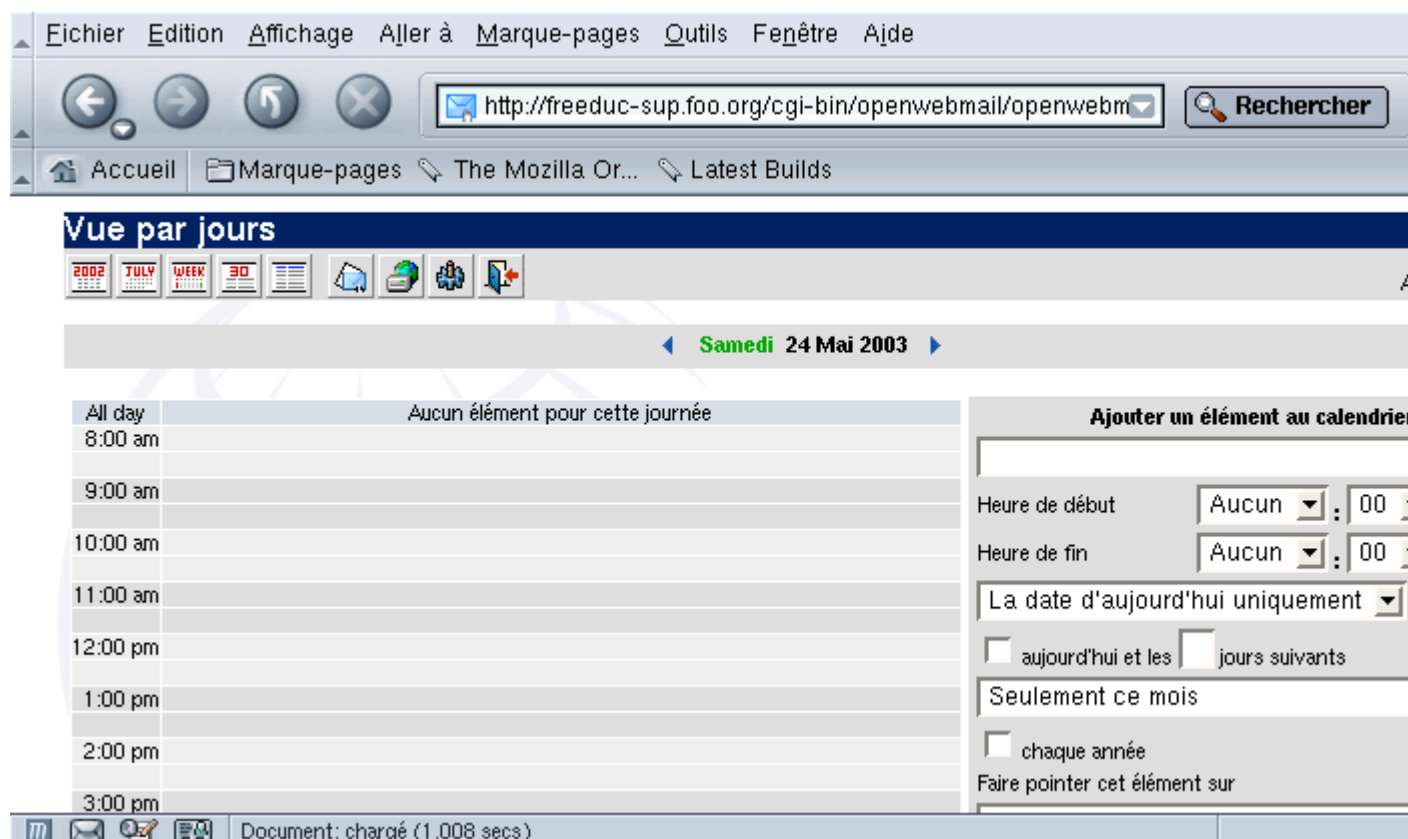 Fichier Edition Affichage Aller à Marque-pages Outils Fenêtre Aide
http://freeduc-sup.foo.org/cgi-bin/openwebmail/openwebm Rechercher
Accueil Marque-pages The Mozilla Or... Latest Builds
Vue par jours
2002 JULY WEEK 30
Samedi 24 Mai 2003
All day Aucun élément pour cette journée
8:00 am
9:00 am
10:00 am
11:00 am
12:00 pm
1:00 pm
2:00 pm
3:00 pm
Ajouter un élément au calendrier
Heure de début Aucun : 00
Heure de fin Aucun : 00
La date d'aujourd'hui uniquement
aujourd'hui et les jours suivants
Seulement ce mois
chaque année
Faire pointer cet élément sur
Document: chargé (1.008 secs)